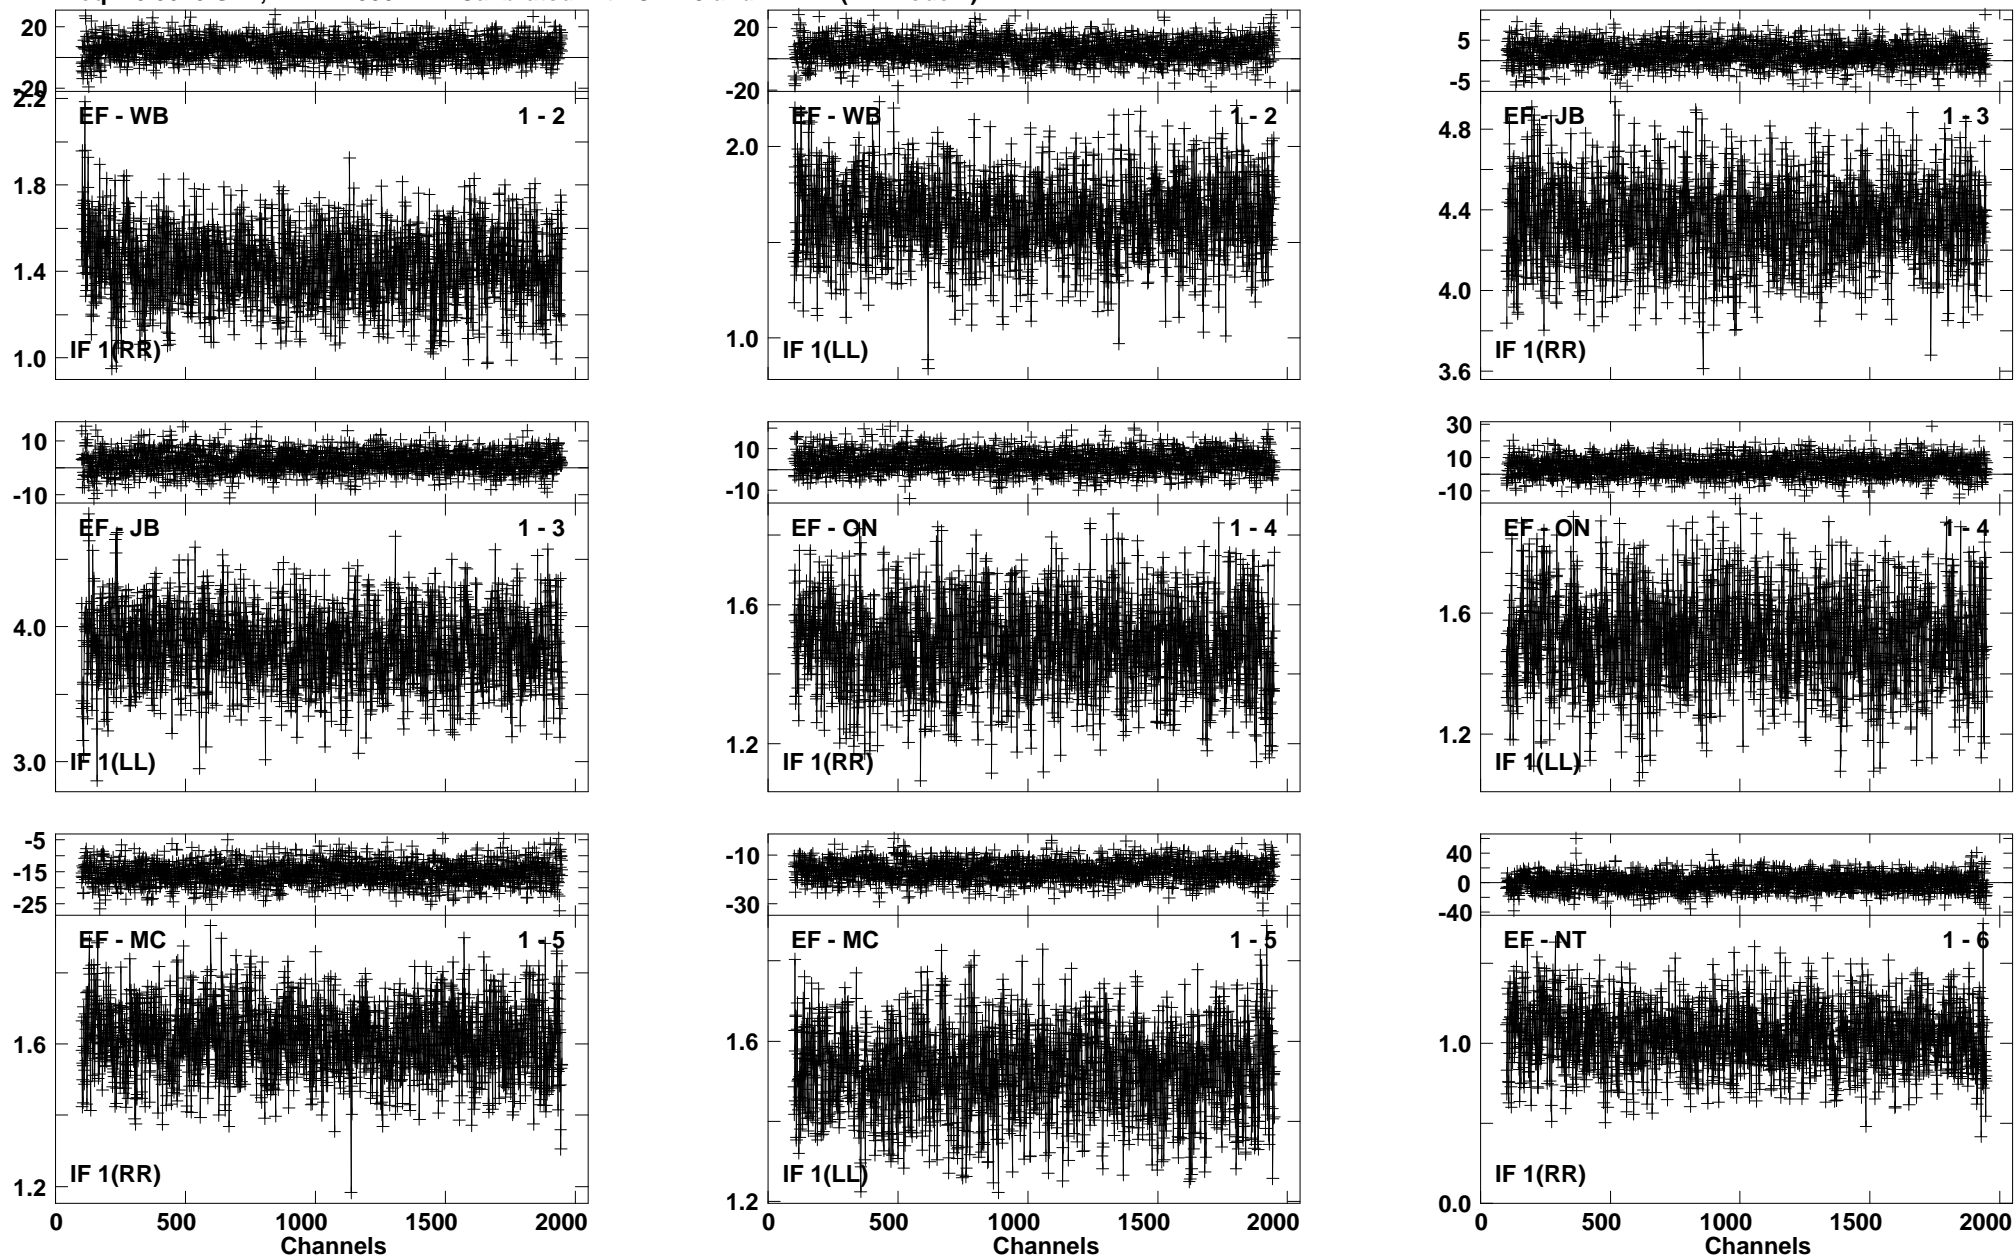 20
-20
2.2
EF - WB 1 - 2
1.8
1.4
1.0
IF 1(RR)
20
-20
EF - WB 1 - 2
2.0
1.0
IF 1(LL)
5
-5
EF - JB 1 - 3
4.8
4.4
4.0
3.6
IF 1(RR)
10
-10
EF - JB 1 - 3
4.0
3.0
IF 1(LL)
10
-10
EF - ON 1 - 4
1.6
1.2
IF 1(RR)
30
10
-10
EF - ON 1 - 4
1.6
1.2
IF 1(LL)
-5
-15
-25
EF - MC 1 - 5
1.6
1.2
IF 1(RR)
0 500 1000 1500 2000
Channels
-10
-30
EF - MC 1 - 5
1.6
1.2
IF 1(LL)
0 500 1000 1500 2000
Channels
40
0
-40
EF - NT 1 - 6
1.0
0.0
IF 1(RR)
0 500 1000 1500 2000
Channels